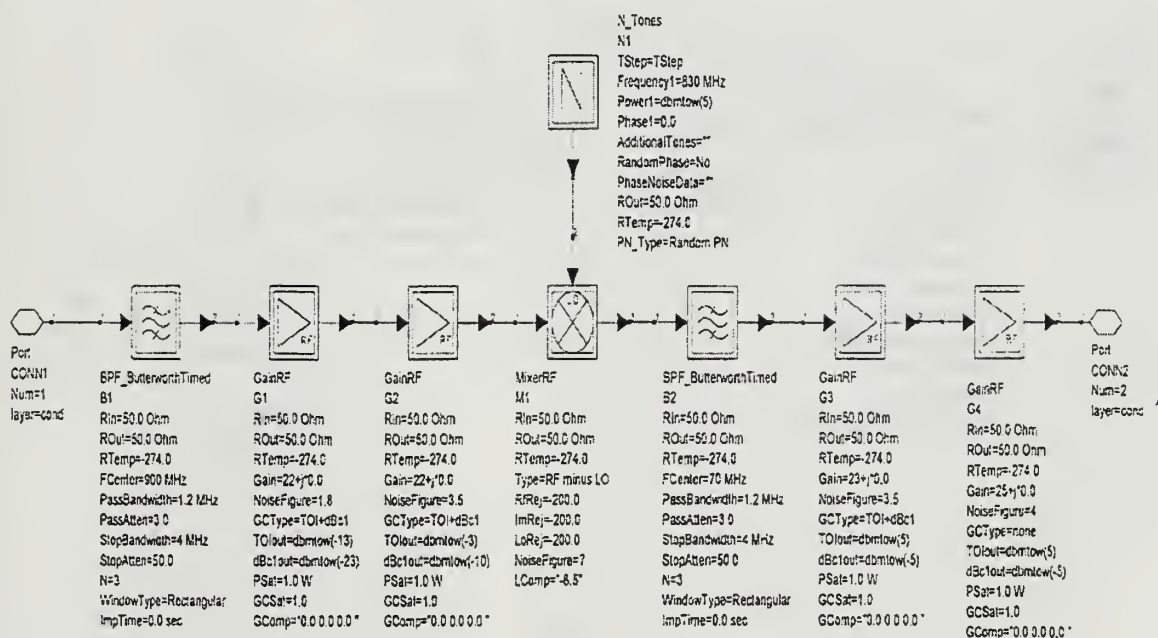 N_Tones
N1
TStep=TStep
Frequency1=830 MHz
Power1=dbmtow(5)
Phase1=0.0
AdditionalTones=""
RandomPhase=No
PhaseNoiseData=""
ROut=50.0 Ohm
RTemp=-274.0
PN_Type=Random PN
LO
RF
RF
RF
RF
Port
CONN1
Num=1
layer=cond
BPF_ButterworthTimed
B1
RIn=50.0 Ohm
ROut=50.0 Ohm
RTemp=-274.0
FCenter=900 MHz
PassBandwidth=1.2 MHz
PassAtten=3.0
StopBandwidth=4 MHz
StopAtten=50.0
N=3
WindowType=Rectangular
ImpTime=0.0 sec
GainRF
G1
RIn=50.0 Ohm
ROut=50.0 Ohm
RTemp=-274.0
Gain=22+j*0.0
NoiseFigure=1.8
GCType=TOI+dBc1
TOIout=dbmtow(-13)
dBc1out=dbmtow(-23)
PSat=1.0 W
GCSat=1.0
GComp="0.0 0.0 0.0 "
GainRF
G2
RIn=50.0 Ohm
ROut=50.0 Ohm
RTemp=-274.0
Gain=22+j*0.0
NoiseFigure=3.5
GCType=TOI+dBc1
TOIout=dbmtow(-3)
dBc1out=dbmtow(-10)
PSat=1.0 W
GCSat=1.0
GComp="0.0 0.0 0.0 "
MixerRF
M1
RIn=50.0 Ohm
ROut=50.0 Ohm
RTemp=-274.0
Type=RF minus LO
RfRej=-200.0
ImRej=-200.0
LoRej=-200.0
NoiseFigure=7
BPF_ButterworthTimed
B2
RIn=50.0 Ohm
ROut=50.0 Ohm
RTemp=-274.0
FCenter=70 MHz
PassBandwidth=1.2 MHz
PassAtten=3.0
StopBandwidth=4 MHz
StopAtten=50.0
N=3
WindowType=Rectangular
ImpTime=0.0 sec
GainRF
G3
RIn=50.0 Ohm
ROut=50.0 Ohm
RTemp=-274.0
Gain=23+j*0.0
NoiseFigure=3.5
GCType=TOI+dBc1
TOIout=dbmtow(5)
dBc1out=dbmtow(-5)
PSat=1.0 W
GCSat=1.0
GComp="0.0 0.0 0.0 "
GainRF
G4
RIn=50.0 Ohm
ROut=50.0 Ohm
RTemp=-274.0
Gain=25+j*0.0
NoiseFigure=4
GCType=none
TOIout=dbmtow(5)
dBc1out=dbmtow(-5)
PSat=1.0 W
GCSat=1.0
GComp="0.0 0.0 0.0 "
Port
CONN2
Num=2
layer=cond